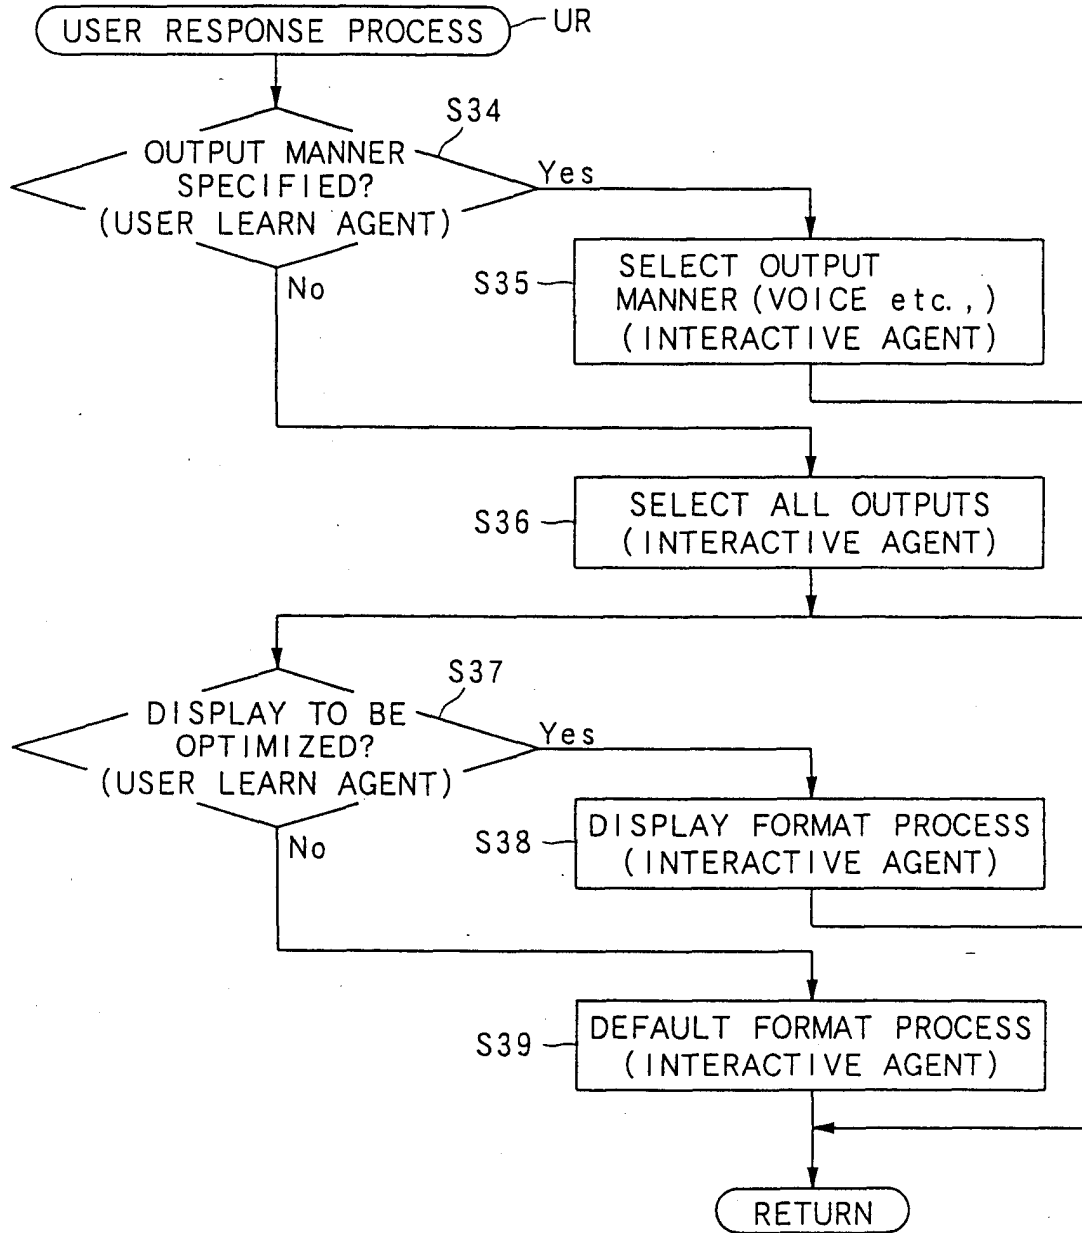 USER RESPONSE PROCESS
UR
S34
OUTPUT MANNER
SPECIFIED?
(USER LEARN AGENT)
Yes
No
S35
SELECT OUTPUT
MANNER (VOICE etc.,)
(INTERACTIVE AGENT)
S36
SELECT ALL OUTPUTS
(INTERACTIVE AGENT)
S37
DISPLAY TO BE
OPTIMIZED?
(USER LEARN AGENT)
Yes
No
S38
DISPLAY FORMAT PROCESS
(INTERACTIVE AGENT)
S39
DEFAULT FORMAT PROCESS
(INTERACTIVE AGENT)
RETURN